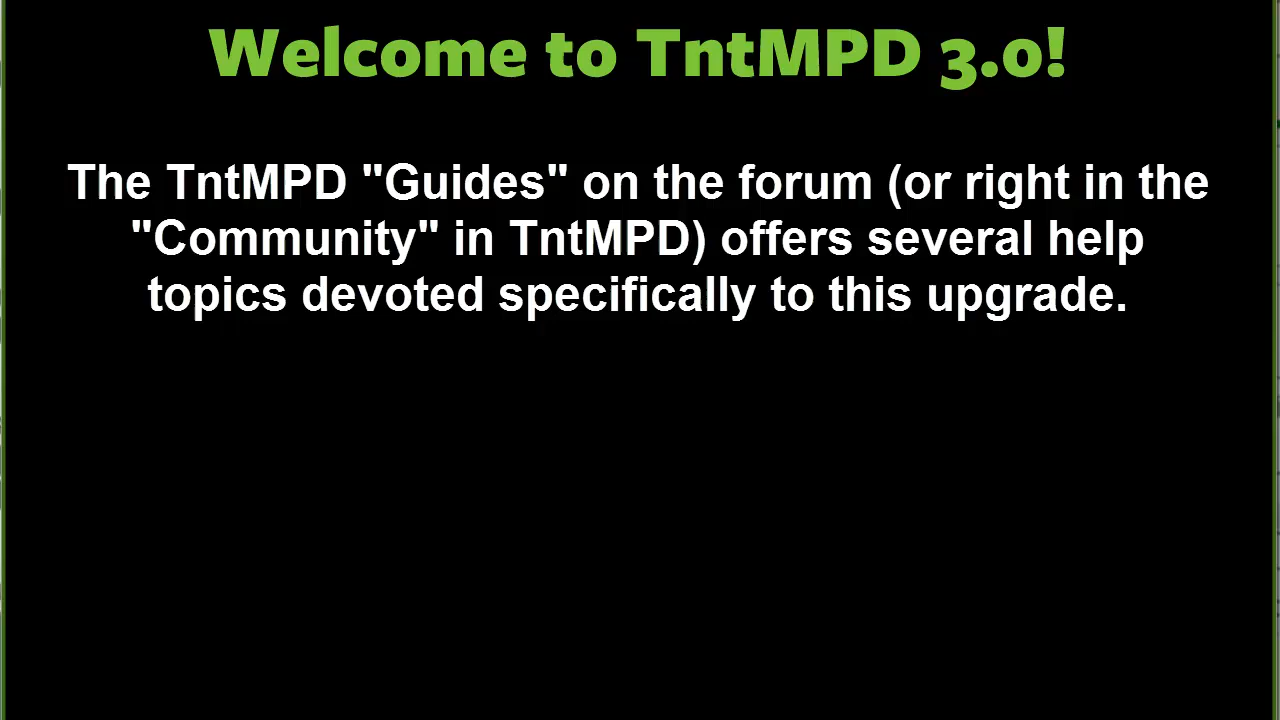 Welcome to TntMPD 3.0!
The TntMPD "Guides" on the forum (or right in the
"Community" in TntMPD) offers several help
topics devoted specifically to this upgrade.